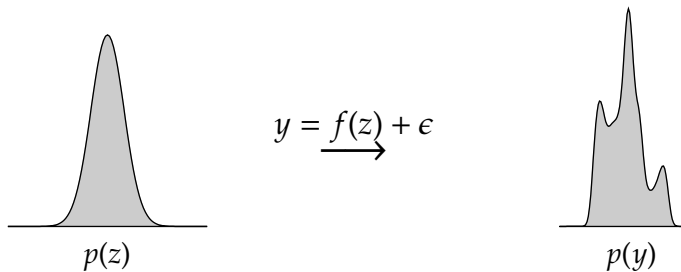 y = f(z) + ϵ
p(z)
p(y)